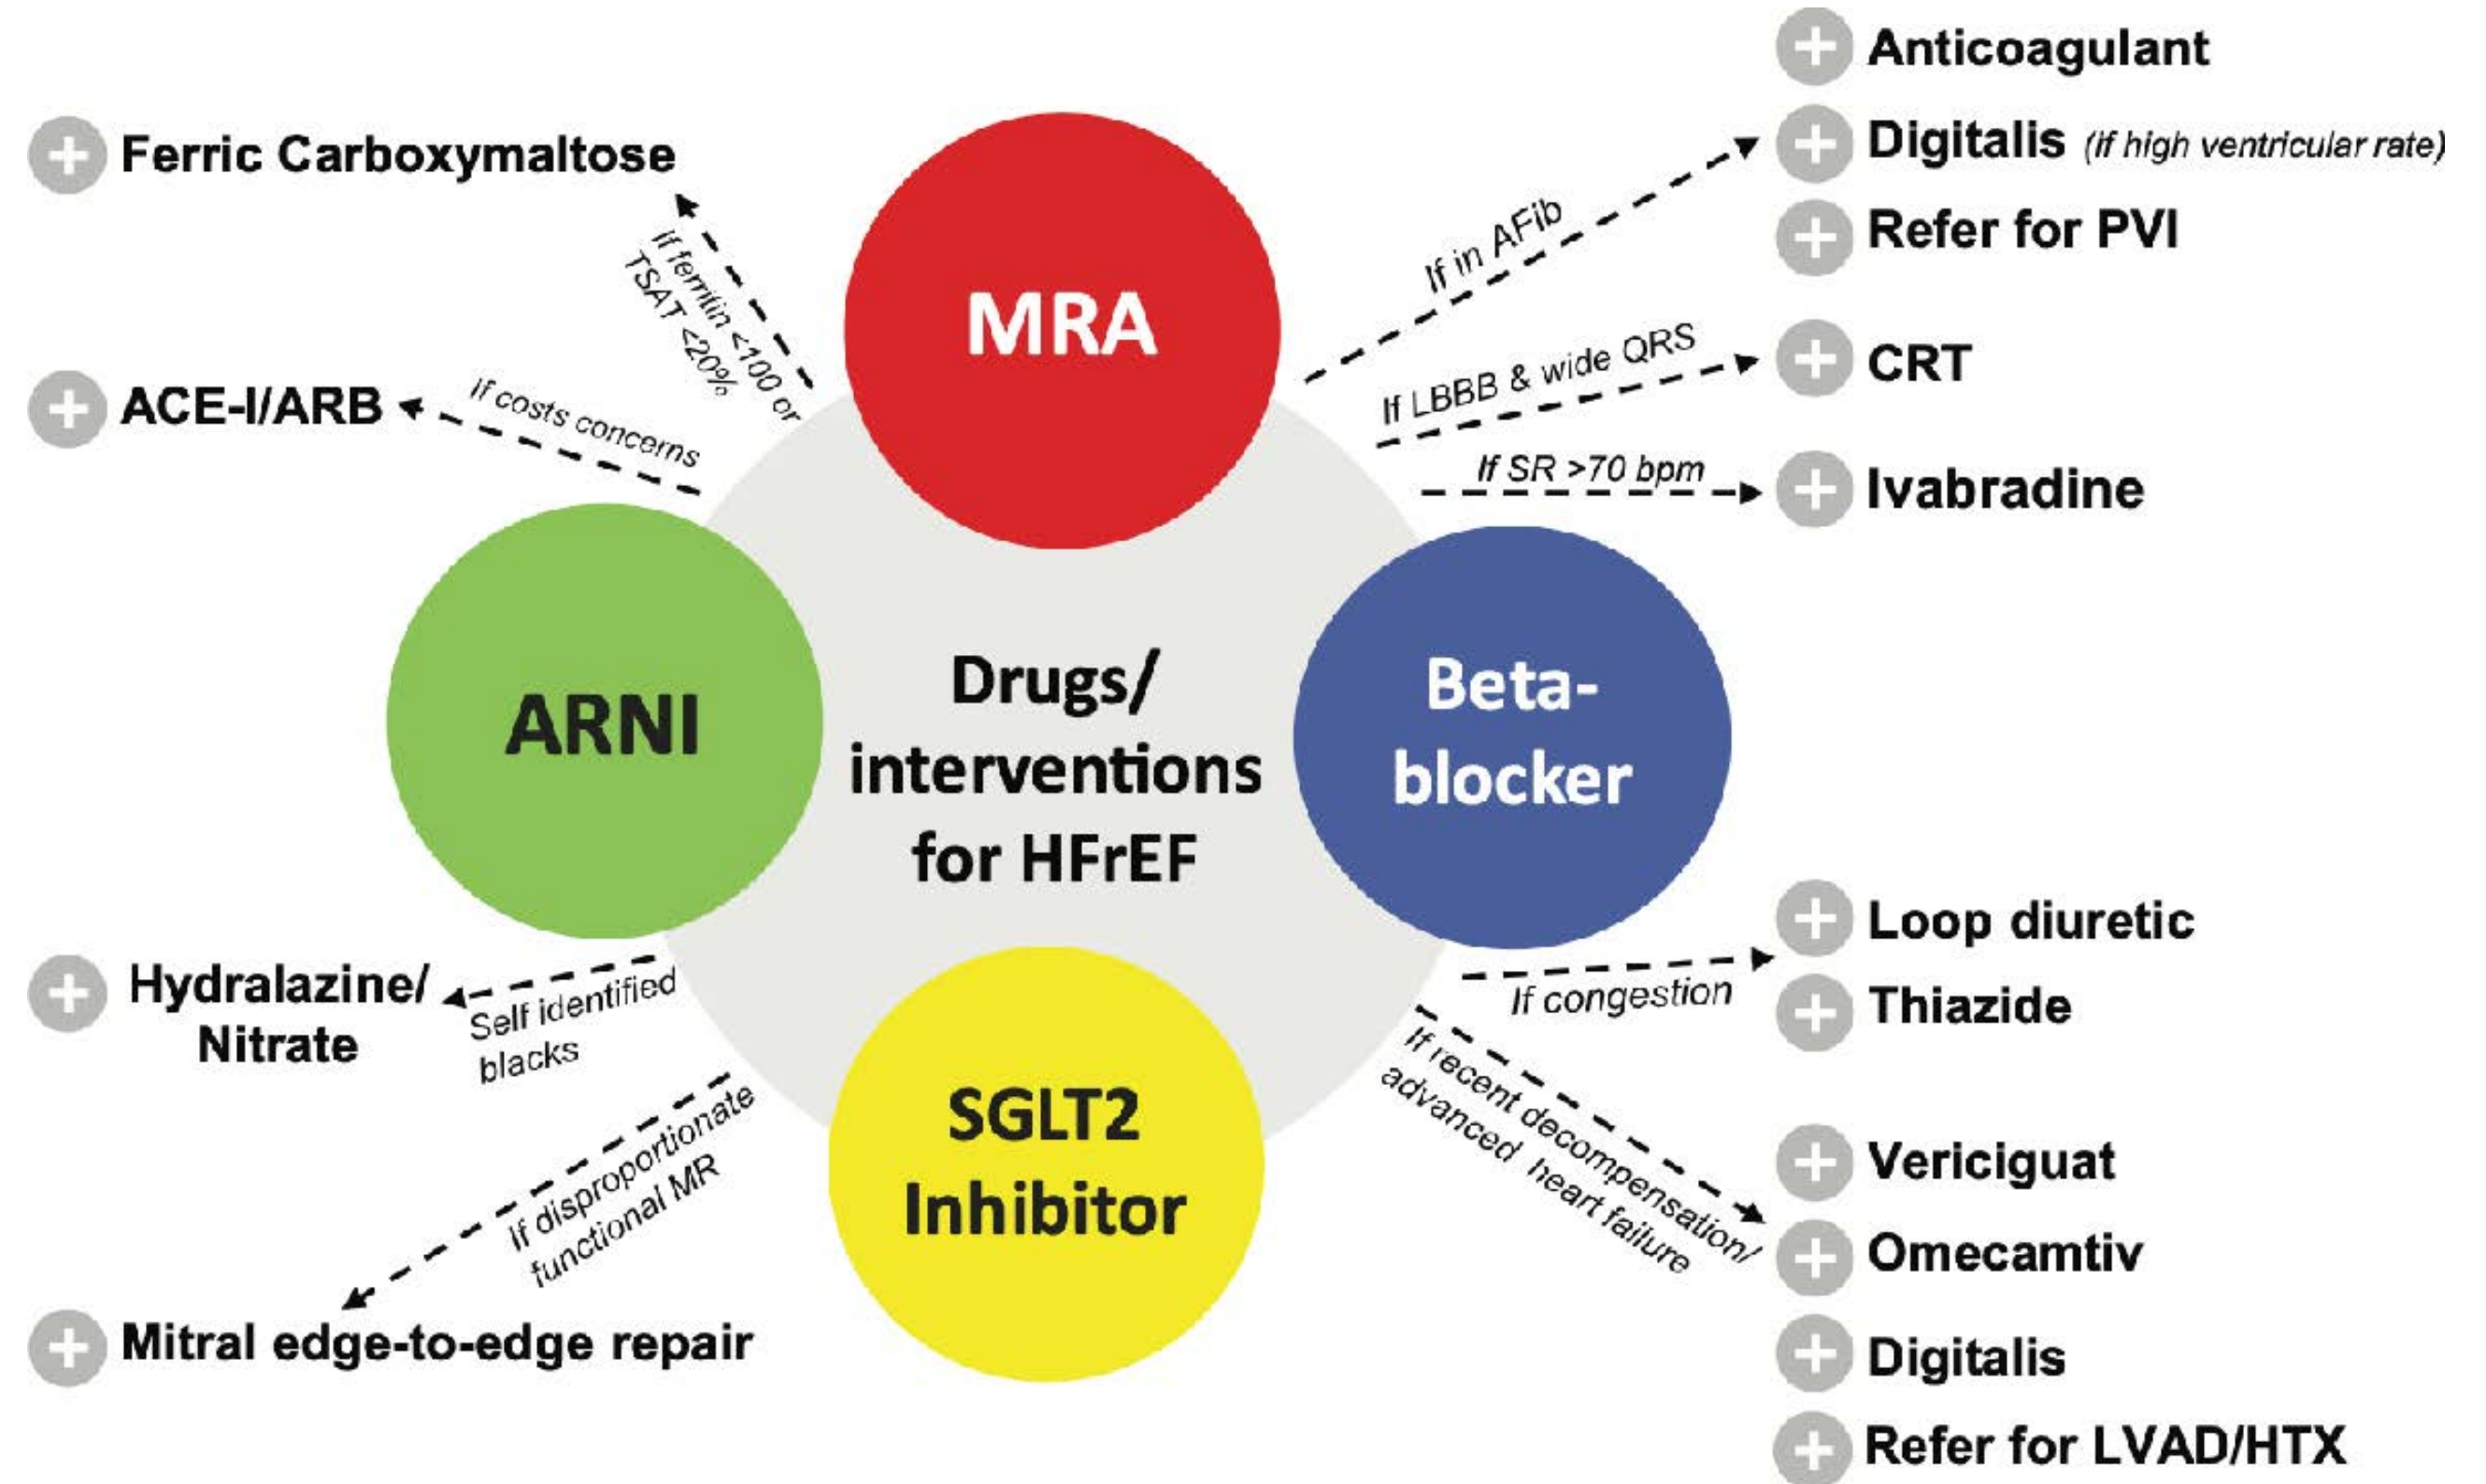 Anticoagulant
Digitalis (if high ventricular rate)
Refer for PVI
If in AFib
Ferric Carboxymaltose
If ferritin <100 or
TSAT <20%
MRA
If LBBB & wide QRS
CRT
ACE-I/ARB
If costs concerns
If SR >70 bpm
Ivabradine
ARNI
Drugs/
interventions
for HFrEF
Beta-
blocker
Loop diuretic
If congestion
Thiazide
Hydralazine/
Nitrate
Self identified
blacks
SGLT2
Inhibitor
If recent decompensation/
advanced heart failure
Vericiguat
Omecamtiv
Digitalis
Refer for LVAD/HTX
If disproportionate
functional MR
Mitral edge-to-edge repair